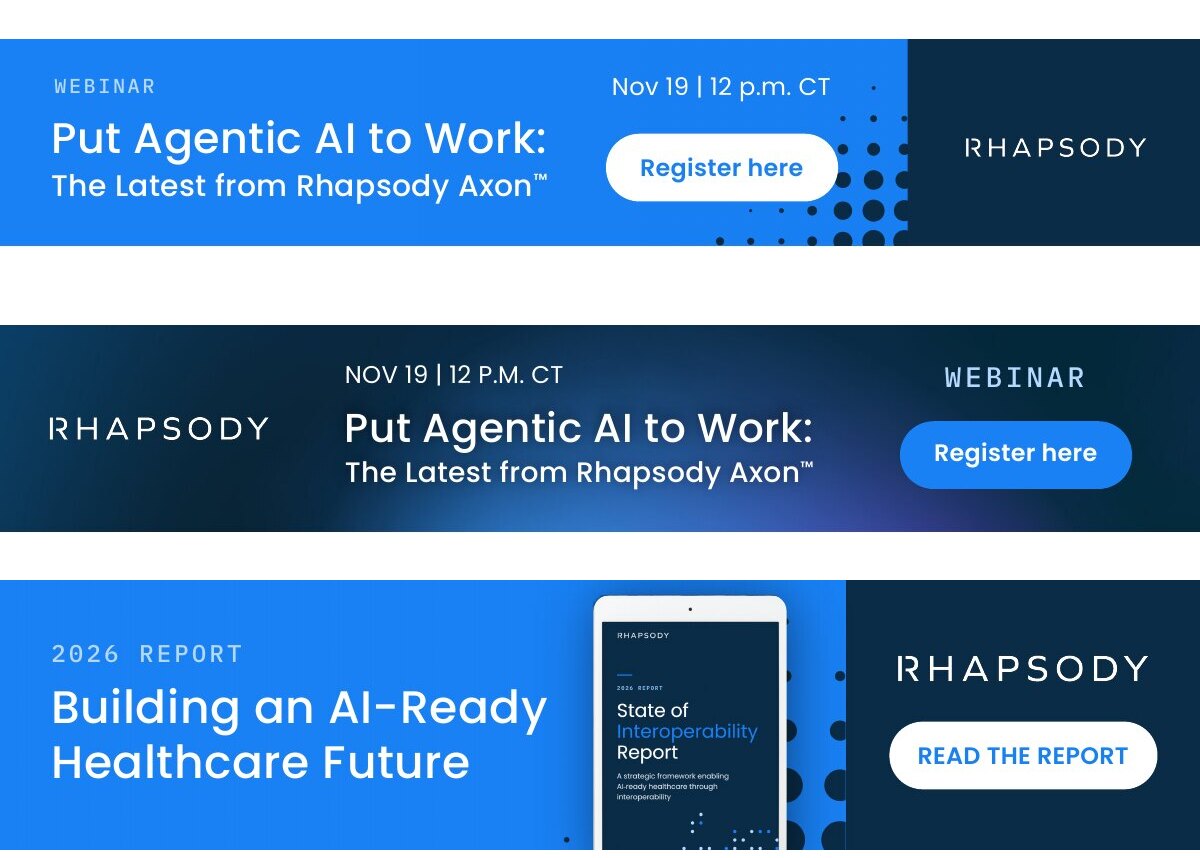 WEBINAR
Put Agentic AI to Work:
The Latest from Rhapsody Axon™
Nov 19 | 12 p.m. CT
Register here
RHAPSODY
RHAPSODY
NOV 19 | 12 P.M. CT
Put Agentic AI to Work:
The Latest from Rhapsody Axon™
WEBINAR
Register here
2026 REPORT
Building an AI-Ready
Healthcare Future
RHAPSODY
2026 REPORT
State of
Interoperability
Report
A strategic framework enabling
AI-ready healthcare through
interoperability
RHAPSODY
READ THE REPORT